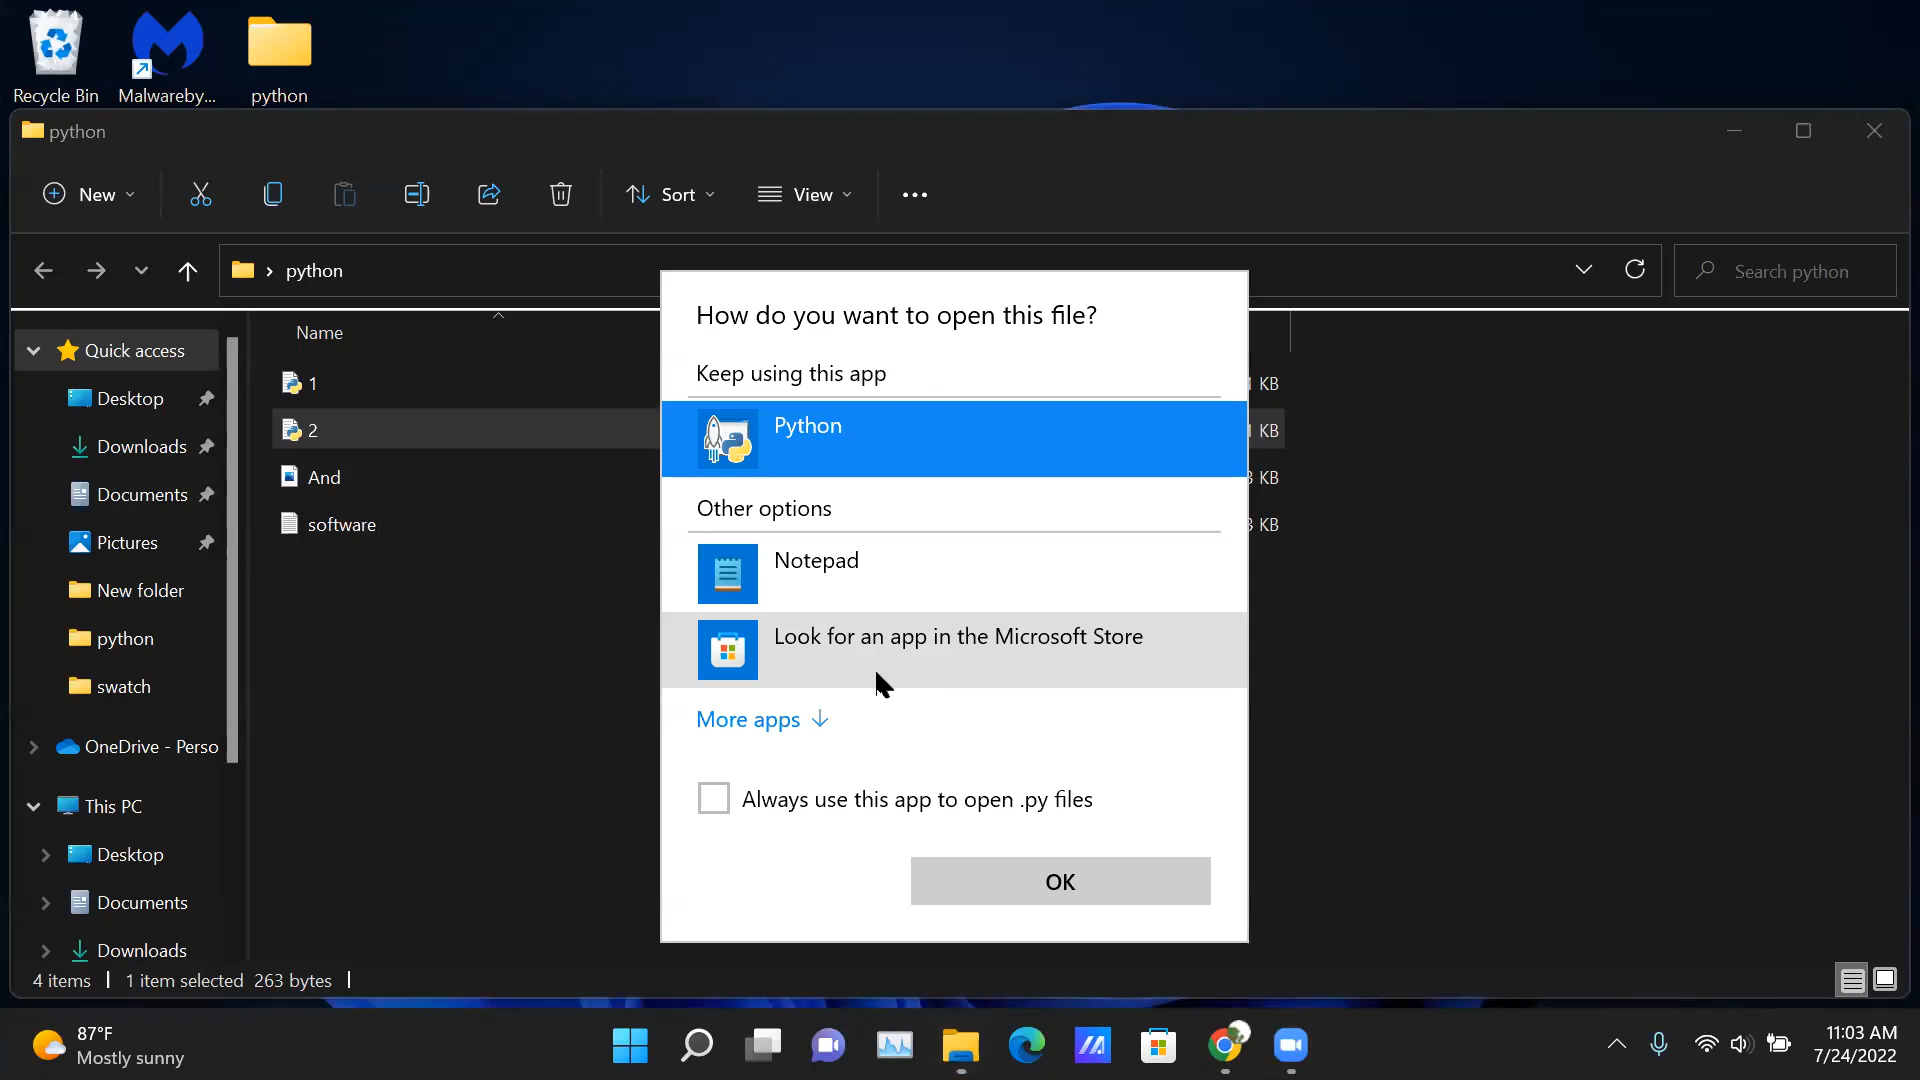 Recycle Bin
Malwareby...
python
python
New
Sort
View
python
Search python
Quick access
Desktop
Downloads
Documents
Pictures
New folder
python
swatch
OneDrive - Perso
This PC
Desktop
Documents
Downloads
Name
1
2
And
software
KB
KB
KB
KB
How do you want to open this file?
Keep using this app
Python
Other options
Notepad
Look for an app in the Microsoft Store
More apps
Always use this app to open .py files
OK
4 items
1 item selected 263 bytes
87°F
Mostly sunny
11:03 AM
7/24/2022